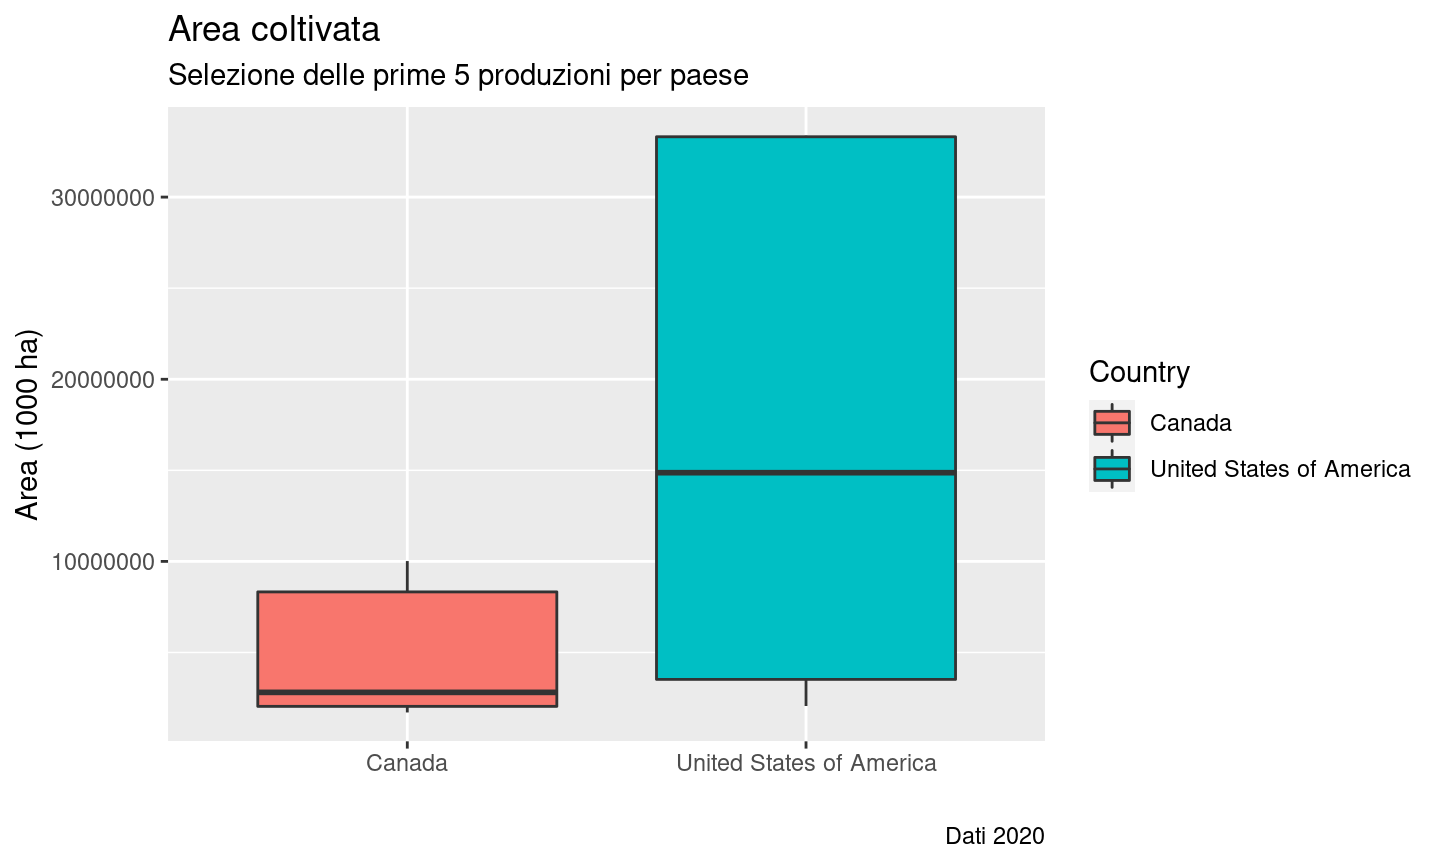 Area coltivata
Selezione delle prime 5 produzioni per paese
Area (1000 ha)
30000000
20000000
10000000
Canada
United States of America
Country
Canada
United States of America
Dati 2020